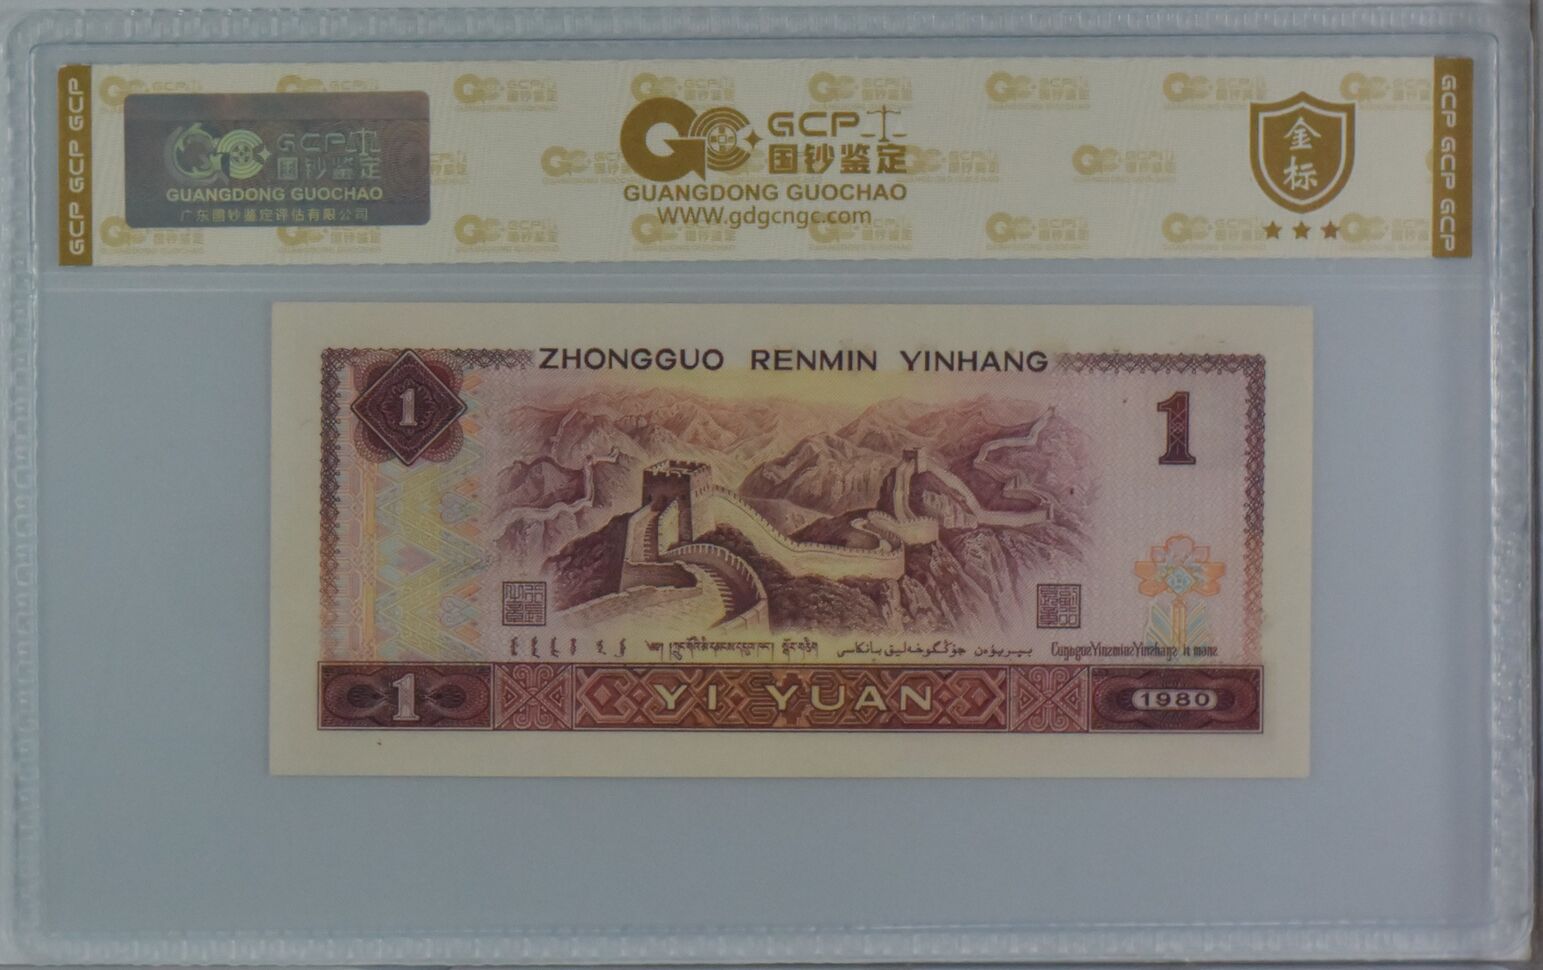 GCP GCP GCP
GCP
国钞鉴定
GUANGDONG GUOCHAO
广东国钞鉴定评估有限公司
GCP
国钞鉴定
GUANGDONG GUOCHAO
WWW.gdgcngc.com
金标
GCP GCP GCP
ZHONGGUO RENMIN YINHANG
1
1
1
YI YUAN
1980